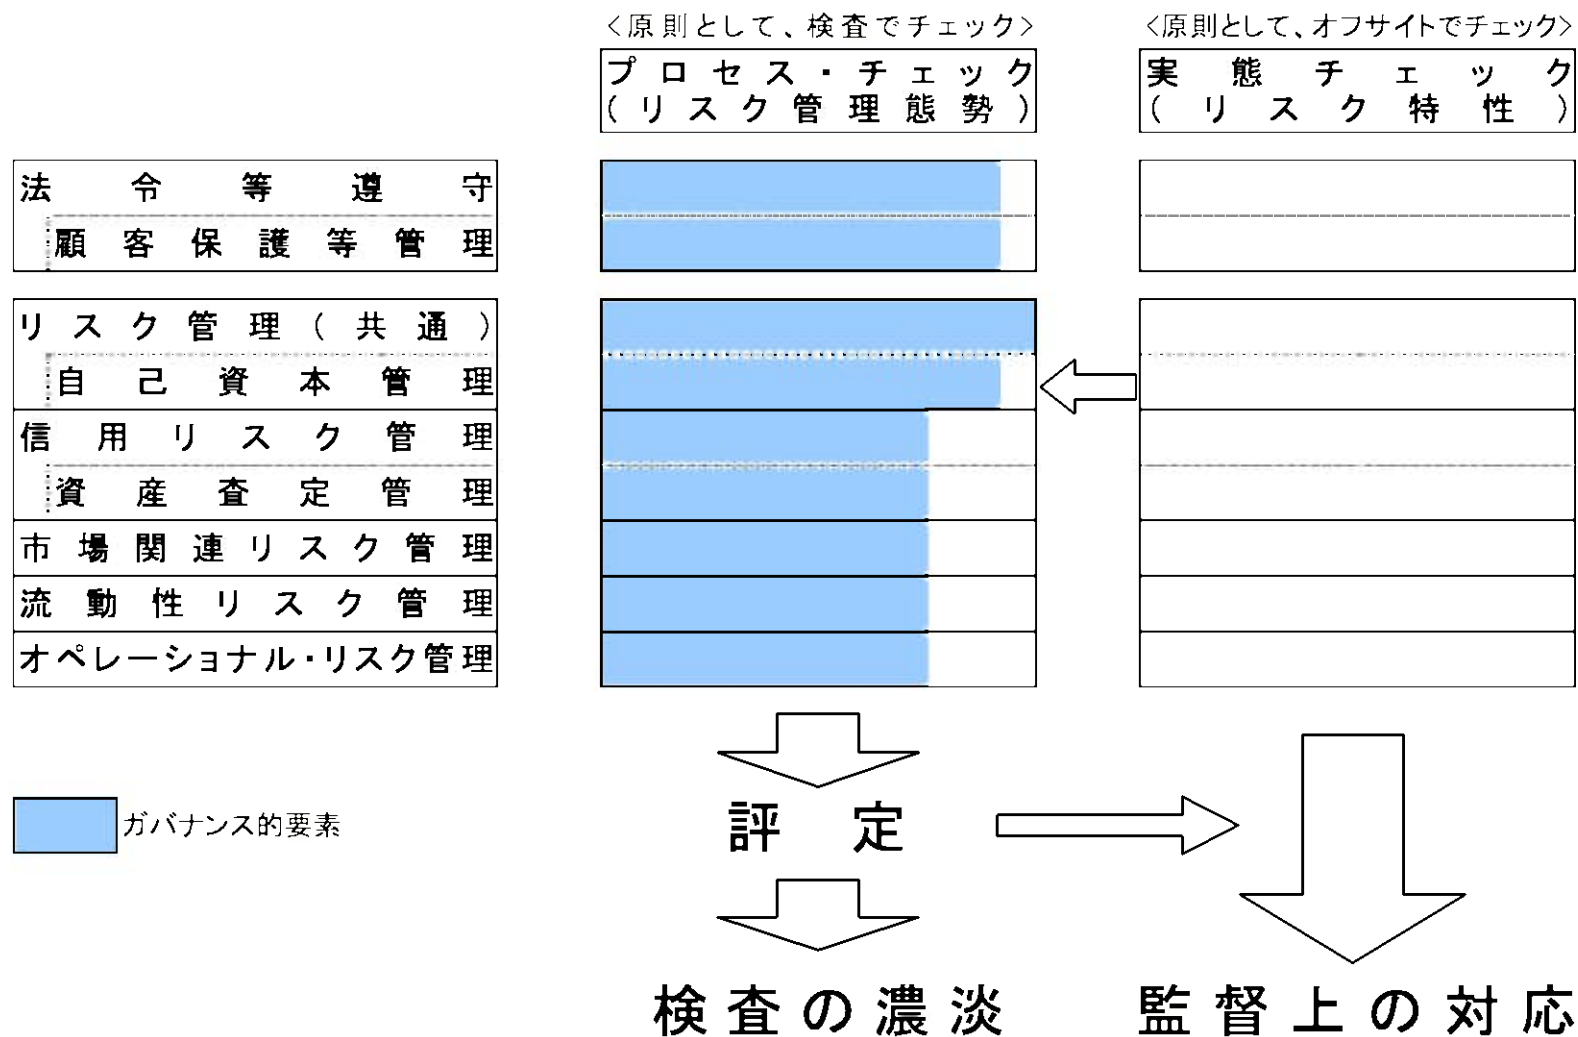 <原則として、検査でチェック>
<原則として、オフサイトでチェック>
プロセス・チェック
(リスク管理態勢)
実態チェック
(リスク特性)
法令等遵守
顧客保護等管理
リスク管理(共通)
自己資本管理
信用リスク管理
資産査定管理
市場関連リスク管理
流動性リスク管理
オペレーショナル・リスク管理
ガバナンス的要素
評定
検査の濃淡
監督上の対応